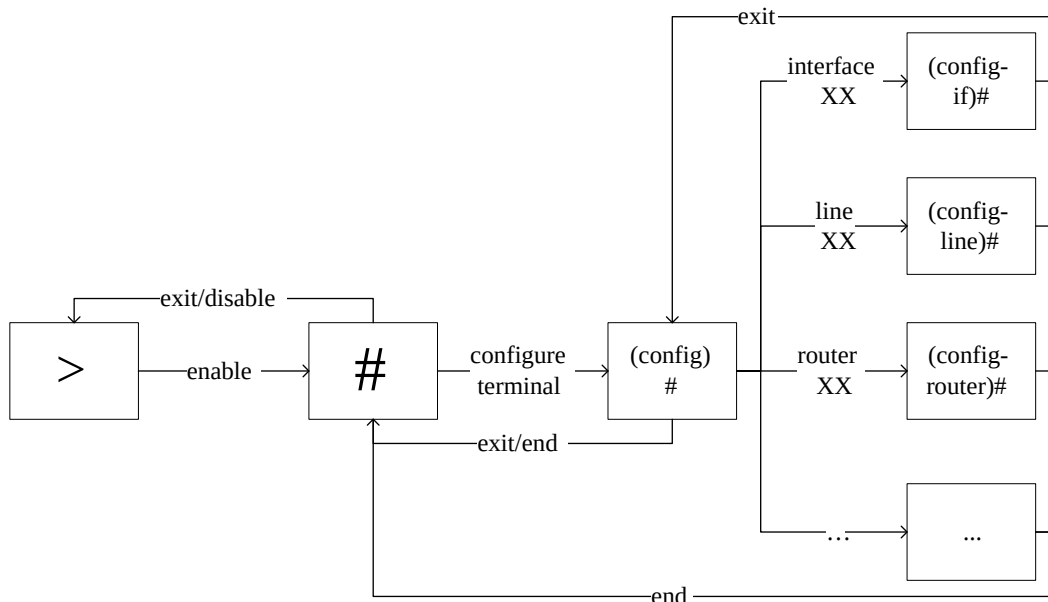 exit
interface
XX
(config-
if)#
line
XX
(config-
line)#
exit/disable
>
enable
#
configure
terminal
(config)
#
router
XX
(config-
router)#
exit/end
...
...
end